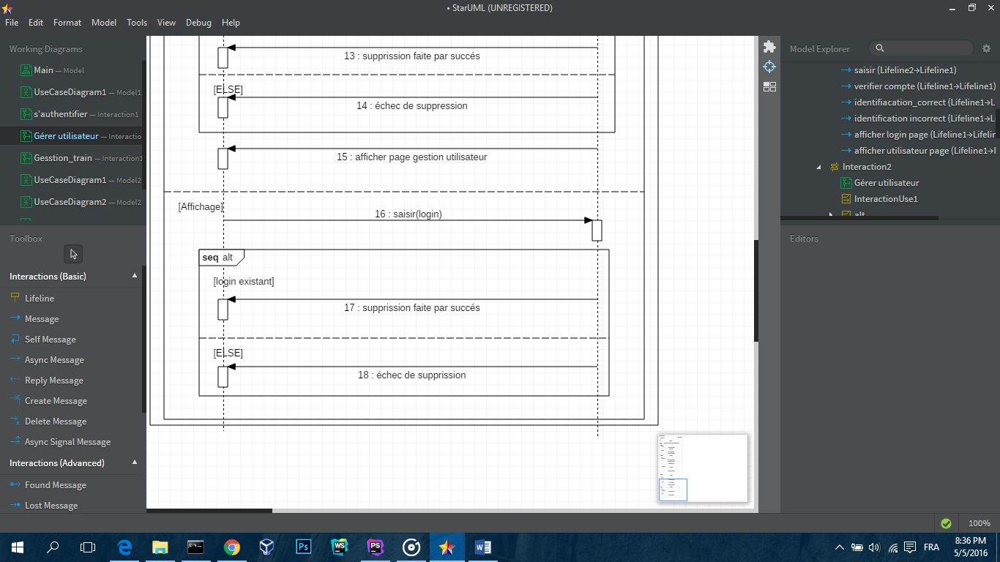 • StarUML (UNREGISTERED)
File Edit Format Model Tools View Debug Help
Working Diagrams
Main — Model
UseCaseDiagram1 — Model1
s'authentifier — Interaction1
Gérer utilisateur — Interactio
Gesstion_train — Interaction1
UseCaseDiagram1 — Model2
UseCaseDiagram2 — Model2
Toolbox
Interactions (Basic)
Lifeline
Message
Self Message
Async Message
Reply Message
Create Message
Delete Message
Async Signal Message
Interactions (Advanced)
Found Message
Lost Message
13 : supprission faite par succés
[ELSE]
14 : échec de suppression
15 : afficher page gestion utilisateur
[Affichage]
16 : saisir(login)
seq alt
[login existant]
17 : supprission faite par succés
[ELSE]
18 : échec de supprission
Model Explorer
saisir (Lifeline2→Lifeline1)
verifier compte (Lifeline1→Lifeline1)
identifiacation_correct (Lifeline1→L
identification incorrect (Lifeline1→L
afficher login page (Lifeline1→Lifelin
afficher utilisateur page (Lifeline1→l
Interaction2
Gérer utilisateur
InteractionUse1
alt
Editors
100%
Ps
WS
PS
W
FRA
8:36 PM
5/5/2016